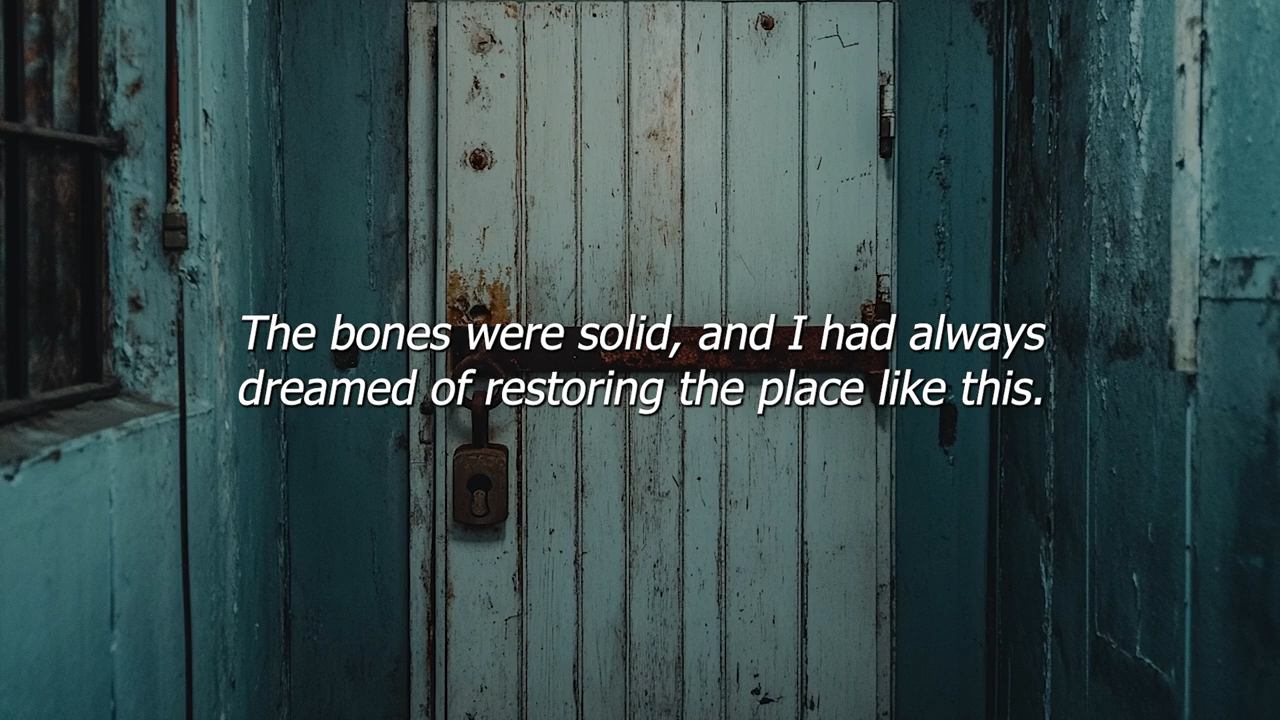 The bones were solid, and I had always
dreamed of restoring the place like this.